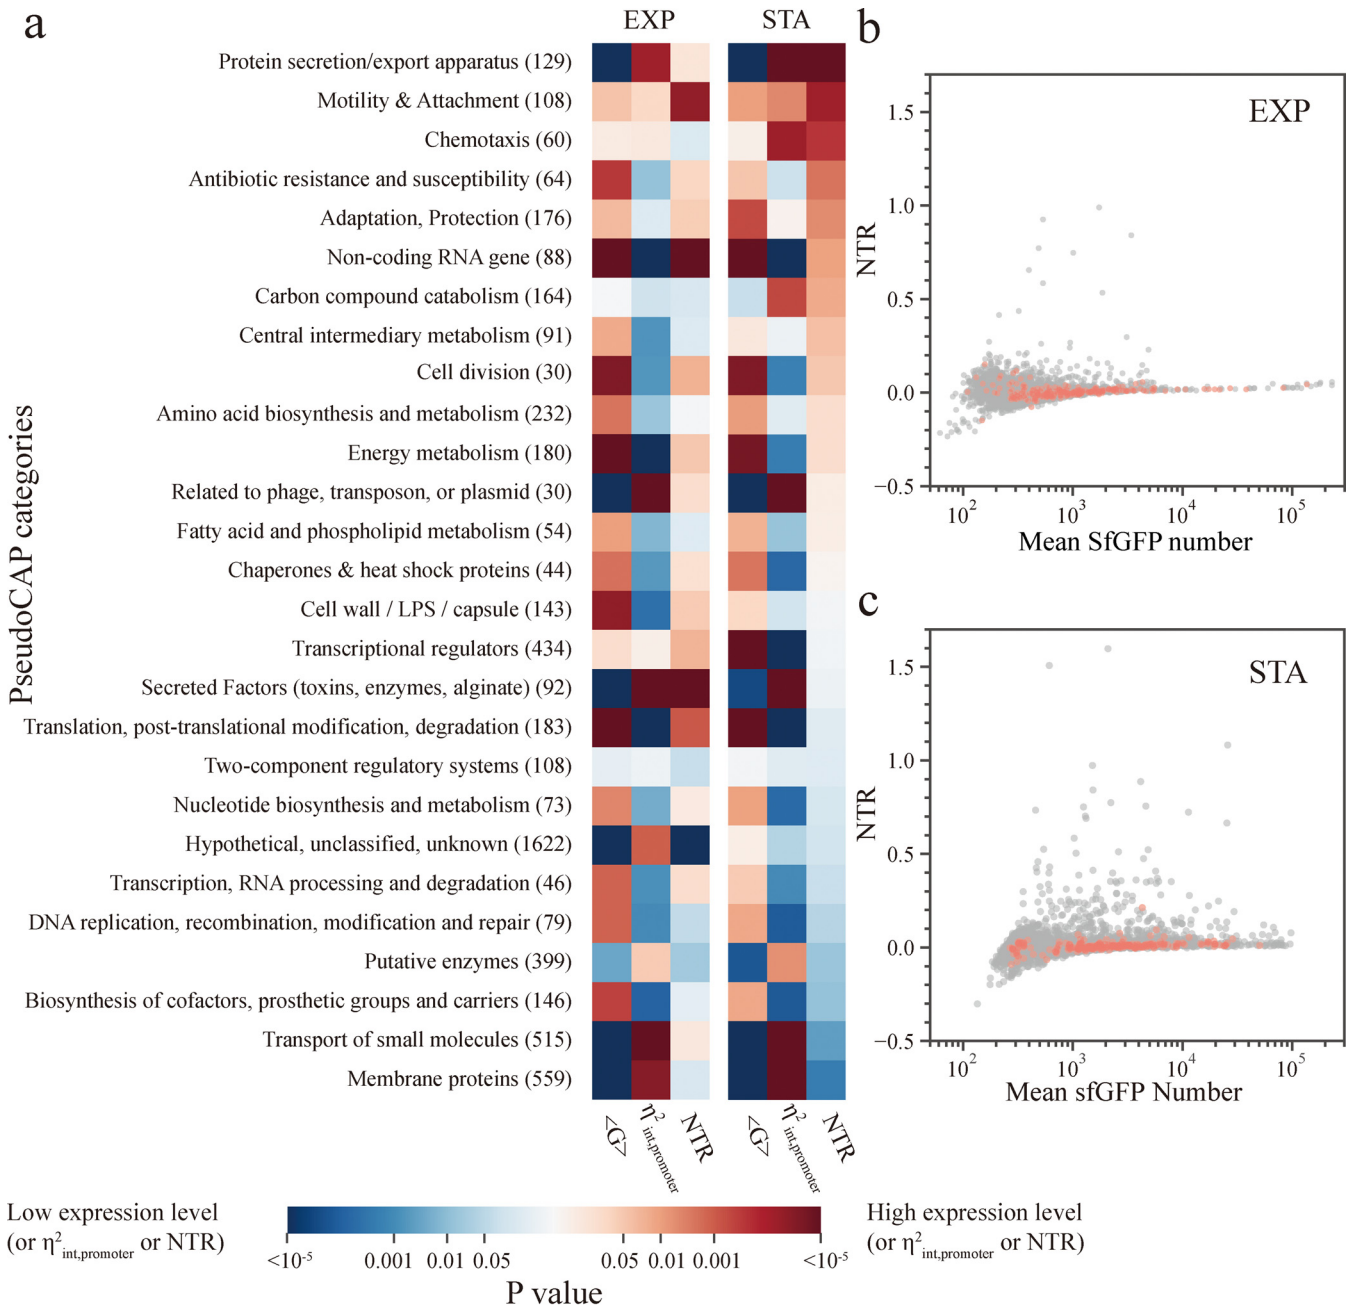 a
EXP
STA
PseudoCAP categories
Protein secretion/export apparatus (129)
Motility & Attachment (108)
Chemotaxis (60)
Antibiotic resistance and susceptibility (64)
Adaptation, Protection (176)
Non-coding RNA gene (88)
Carbon compound catabolism (164)
Central intermediary metabolism (91)
Cell division (30)
Amino acid biosynthesis and metabolism (232)
Energy metabolism (180)
Related to phage, transposon, or plasmid (30)
Fatty acid and phospholipid metabolism (54)
Chaperones & heat shock proteins (44)
Cell wall / LPS / capsule (143)
Transcriptional regulators (434)
Secreted Factors (toxins, enzymes, alginate) (92)
Translation, post-translational modification, degradation (183)
Two-component regulatory systems (108)
Nucleotide biosynthesis and metabolism (73)
Hypothetical, unclassified, unknown (1622)
Transcription, RNA processing and degradation (46)
DNA replication, recombination, modification and repair (79)
Putative enzymes (399)
Biosynthesis of cofactors, prosthetic groups and carriers (146)
Transport of small molecules (515)
Membrane proteins (559)
<G> η²int,promoter NTR <G> η²int,promoter NTR
Low expression level
(or η²int,promoter or NTR)
<10⁻⁵ 0.001 0.01 0.05 0.05 0.01 0.001 <10⁻⁵
P value
High expression level
(or η²int,promoter or NTR)
b
EXP
NTR
1.5
1.0
0.5
0.0
−0.5
10² 10³ 10⁴ 10⁵
Mean SfGFP number
c
STA
NTR
1.5
1.0
0.5
0.0
−0.5
10² 10³ 10⁴ 10⁵
Mean sfGFP Number